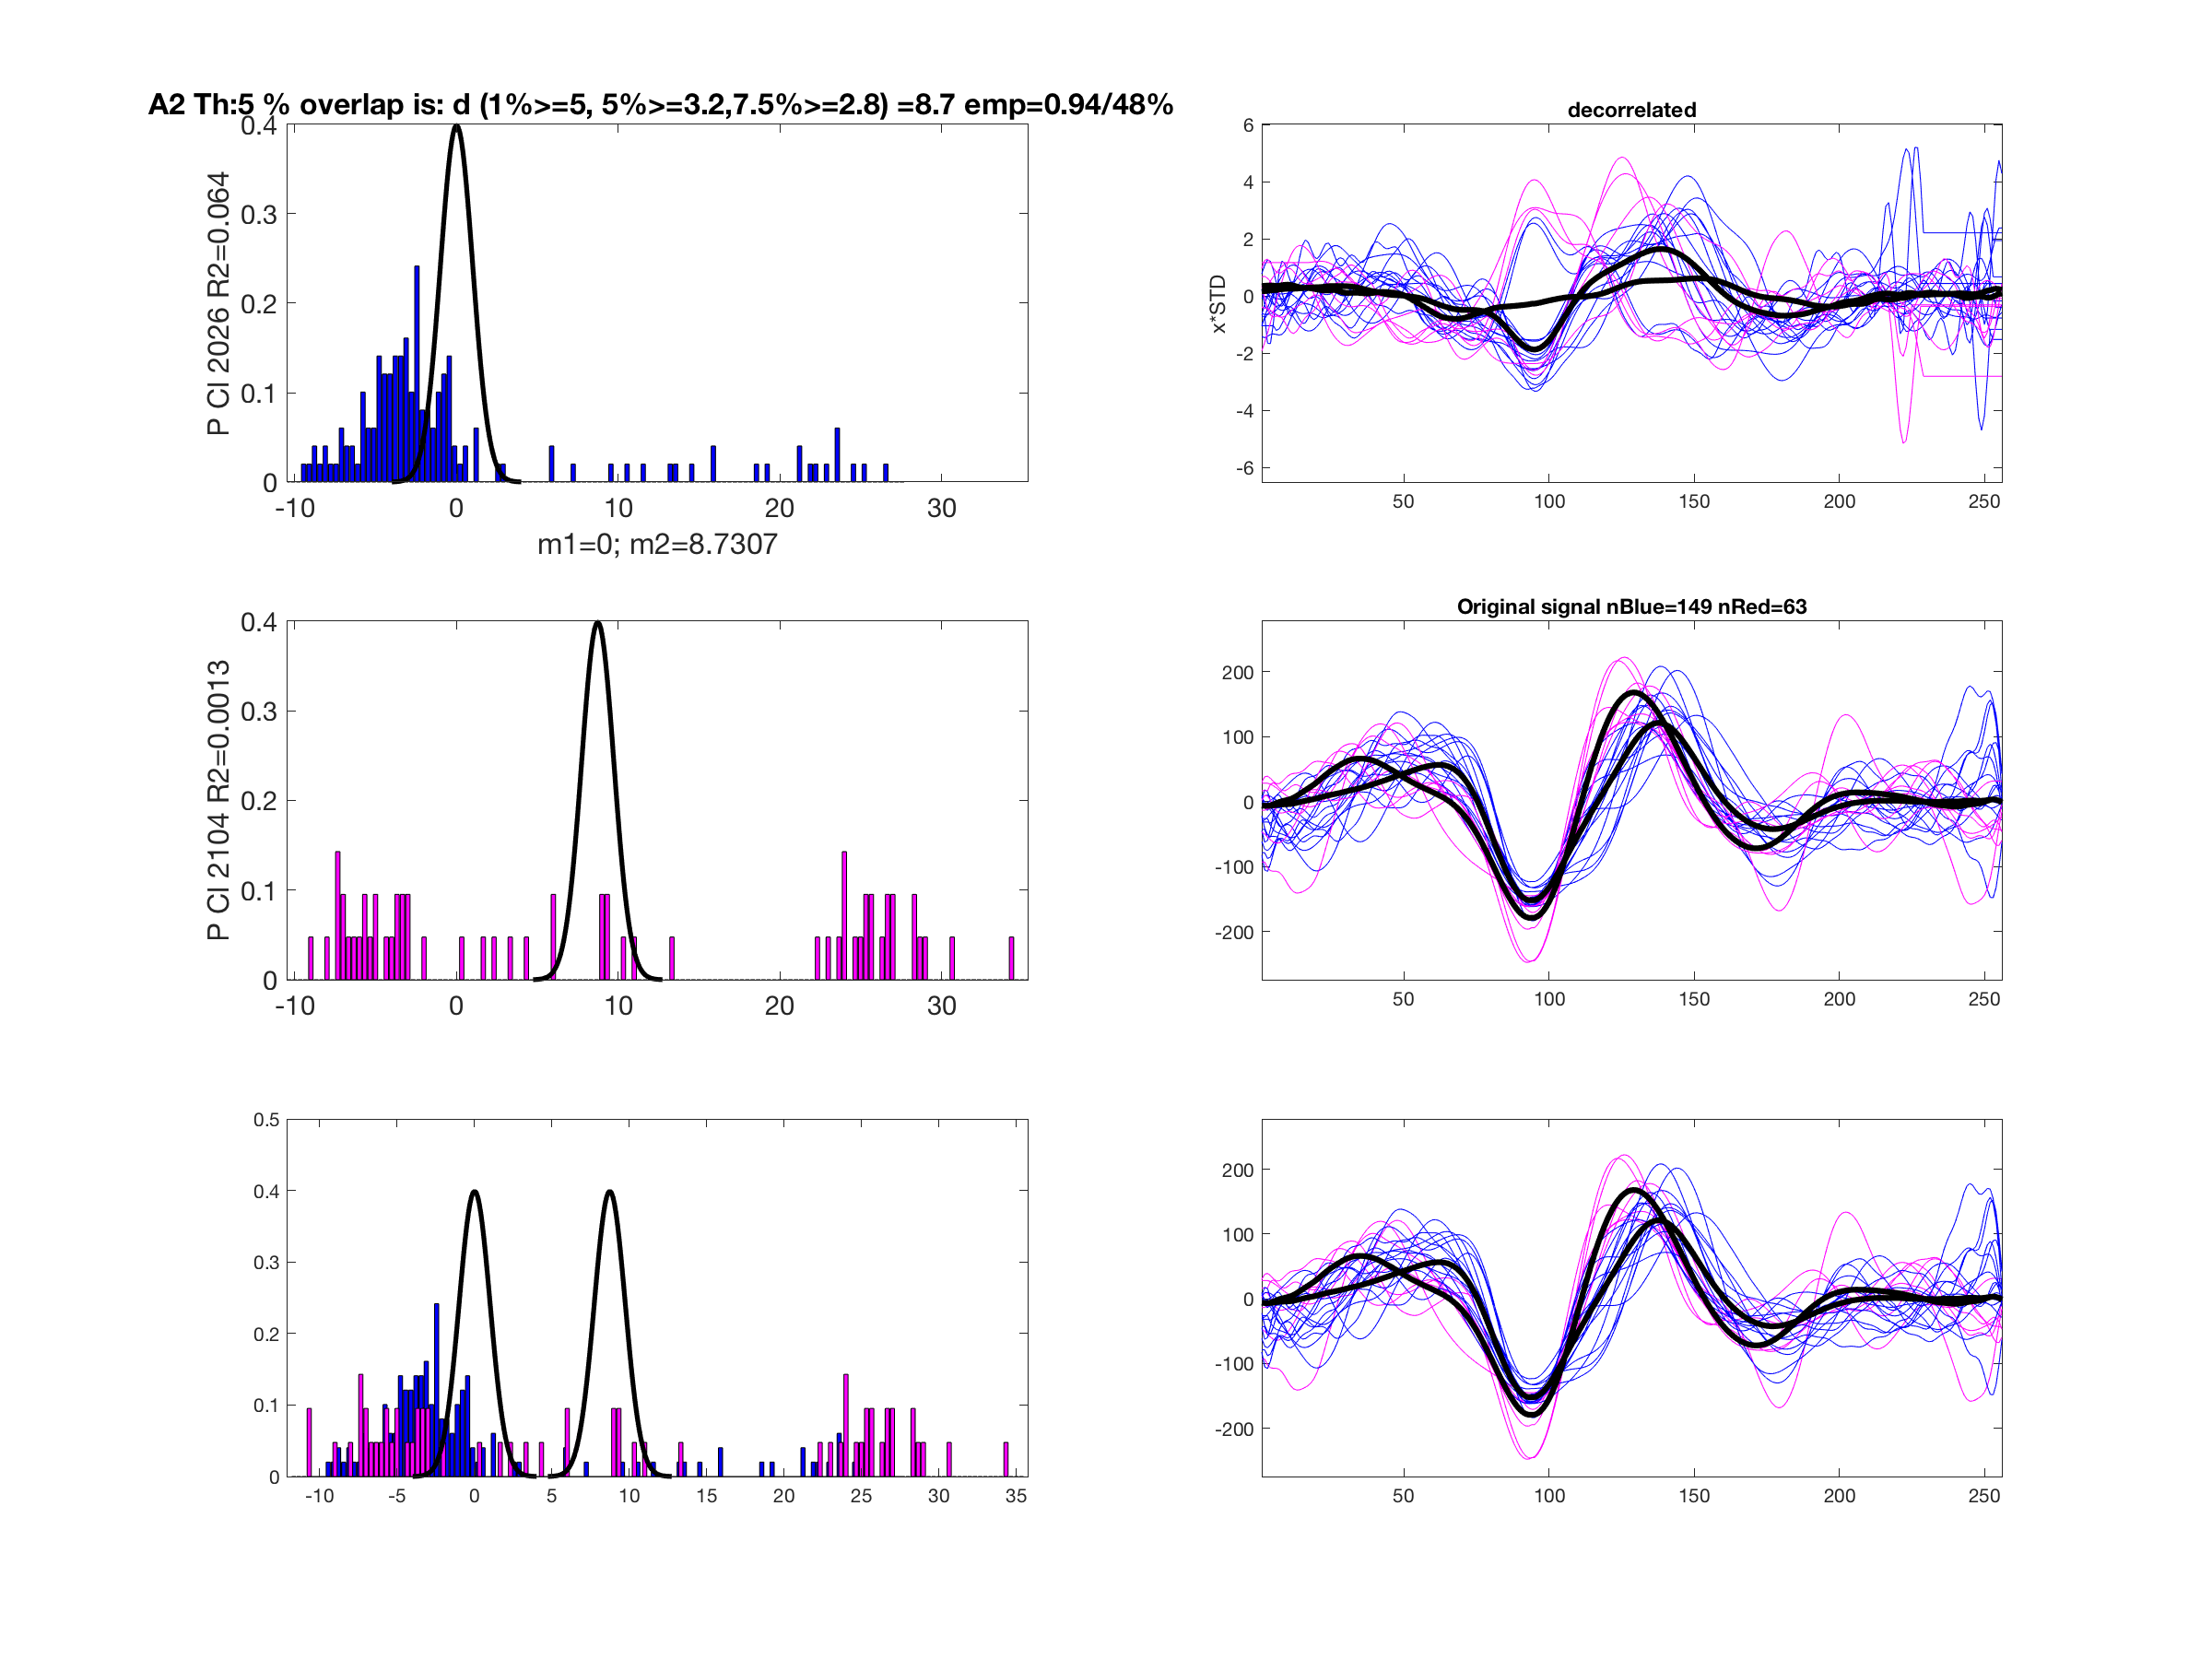 A2 Th:5 % overlap is: d (1%>=5, 5%>=3.2,7.5%>=2.8) =8.7 emp=0.94/48%
P Cl 2026 R2=0.064
0.4
0.3
0.2
0.1
0
-10 0 10 20 30
m1=0; m2=8.7307
decorrelated
x*STD
6
4
2
0
-2
-4
-6
50 100 150 200 250
P Cl 2104 R2=0.0013
0.4
0.3
0.2
0.1
0
-10 0 10 20 30
Original signal nBlue=149 nRed=63
200
100
0
-100
-200
50 100 150 200 250
0.5
0.4
0.3
0.2
0.1
0
-10 -5 0 5 10 15 20 25 30 35
200
100
0
-100
-200
50 100 150 200 250